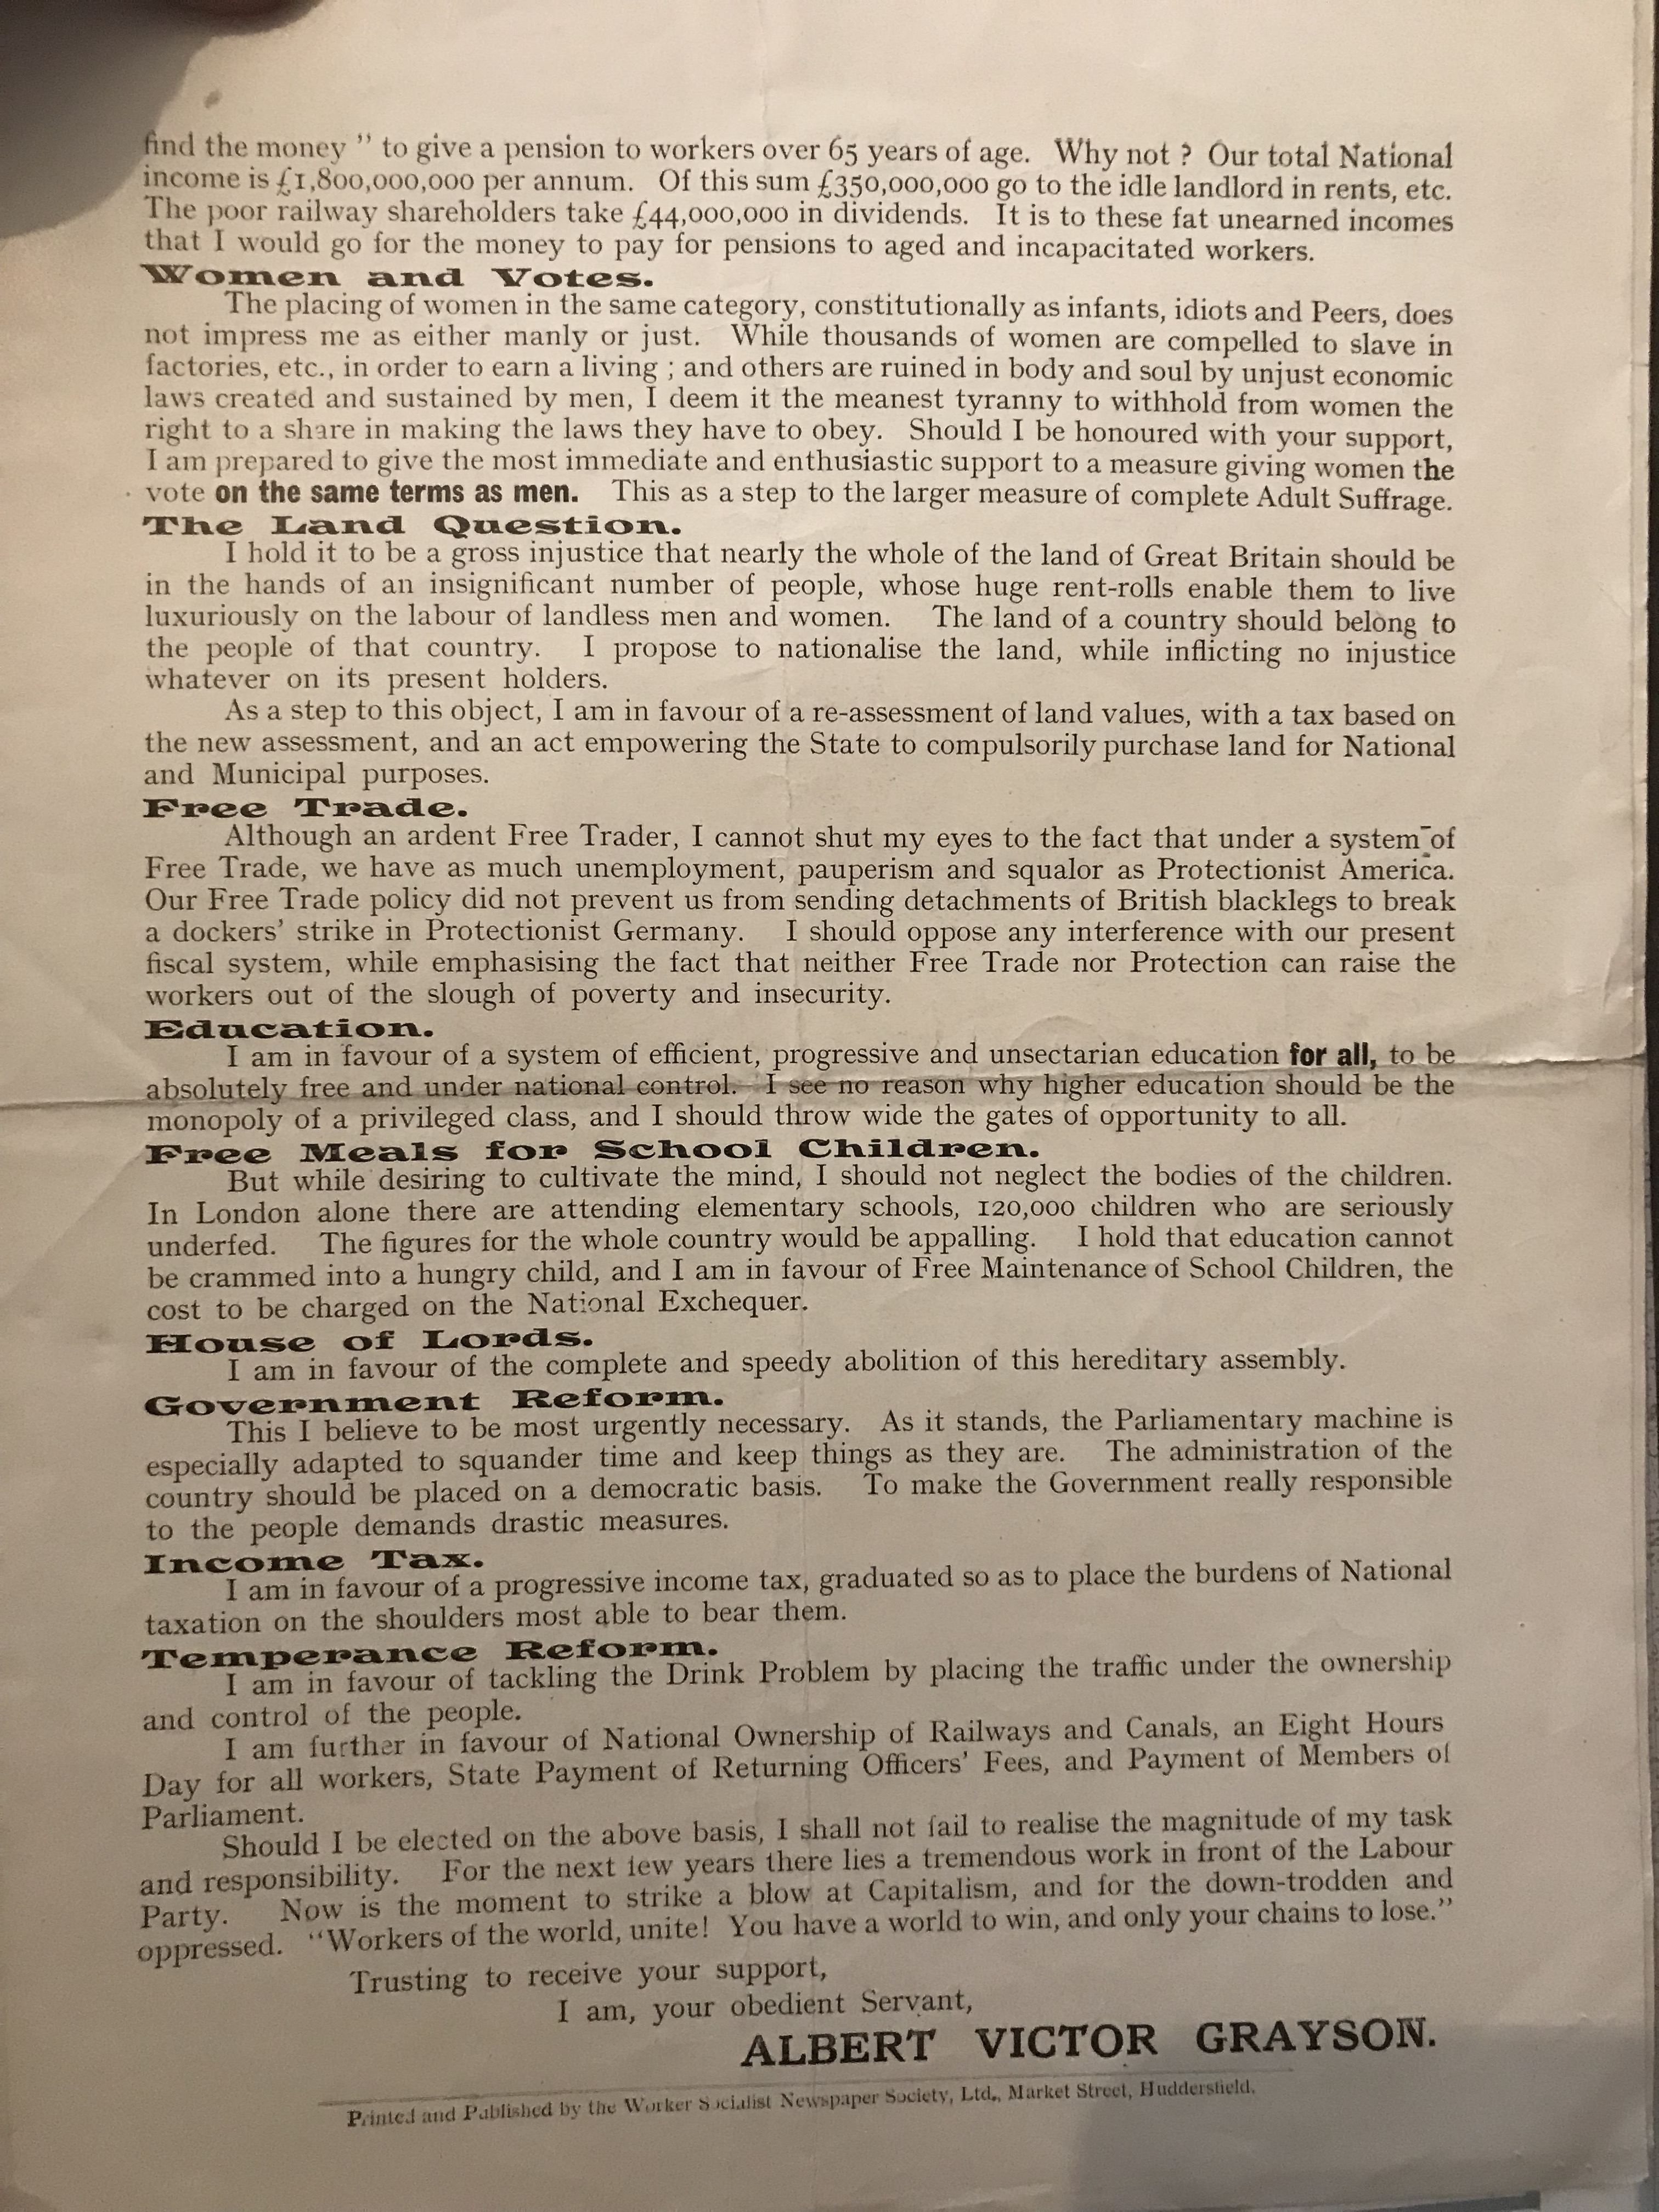 find the money ” to give a pension to workers over 65 years of age. Why not ? Our total National
income is £1,800,000,000 per annum. Of this sum £350,000,000 go to the idle landlord in rents, etc.
The poor railway shareholders take £44,000,000 in dividends. It is to these fat unearned incomes
that I would go for the money to pay for pensions to aged and incapacitated workers.
Women and Votes.
The placing of women in the same category, constitutionally as infants, idiots and Peers, does
not impress me as either manly or just. While thousands of women are compelled to slave in
factories, etc., in order to earn a living ; and others are ruined in body and soul by unjust economic
laws created and sustained by men, I deem it the meanest tyranny to withhold from women the
right to a share in making the laws they have to obey. Should I be honoured with your support,
I am prepared to give the most immediate and enthusiastic support to a measure giving women the
vote on the same terms as men. This as a step to the larger measure of complete Adult Suffrage.
The Land Question.
I hold it to be a gross injustice that nearly the whole of the land of Great Britain should be
in the hands of an insignificant number of people, whose huge rent-rolls enable them to live
luxuriously on the labour of landless men and women. The land of a country should belong to
the people of that country. I propose to nationalise the land, while inflicting no injustice
whatever on its present holders.
As a step to this object, I am in favour of a re-assessment of land values, with a tax based on
the new assessment, and an act empowering the State to compulsorily purchase land for National
and Municipal purposes.
Free Trade.
Although an ardent Free Trader, I cannot shut my eyes to the fact that under a system of
Free Trade, we have as much unemployment, pauperism and squalor as Protectionist America.
Our Free Trade policy did not prevent us from sending detachments of British blacklegs to break
a dockers’ strike in Protectionist Germany. I should oppose any interference with our present
fiscal system, while emphasising the fact that neither Free Trade nor Protection can raise the
workers out of the slough of poverty and insecurity.
Education.
I am in favour of a system of efficient, progressive and unsectarian education for all, to be
absolutely free and under national control. I see no reason why higher education should be the
monopoly of a privileged class, and I should throw wide the gates of opportunity to all.
Free Meals for School Children.
But while desiring to cultivate the mind, I should not neglect the bodies of the children.
In London alone there are attending elementary schools, 120,000 children who are seriously
underfed. The figures for the whole country would be appalling. I hold that education cannot
be crammed into a hungry child, and I am in favour of Free Maintenance of School Children, the
cost to be charged on the National Exchequer.
House of Lords.
I am in favour of the complete and speedy abolition of this hereditary assembly.
Government Reform.
This I believe to be most urgently necessary. As it stands, the Parliamentary machine is
especially adapted to squander time and keep things as they are. The administration of the
country should be placed on a democratic basis. To make the Government really responsible
to the people demands drastic measures.
Income Tax.
I am in favour of a progressive income tax, graduated so as to place the burdens of National
taxation on the shoulders most able to bear them.
Temperance Reform.
I am in favour of tackling the Drink Problem by placing the traffic under the ownership
and control of the people.
I am further in favour of National Ownership of Railways and Canals, an Eight Hours
Day for all workers, State Payment of Returning Officers’ Fees, and Payment of Members of
Parliament.
Should I be elected on the above basis, I shall not fail to realise the magnitude of my task
and responsibility. For the next few years there lies a tremendous work in front of the Labour
Party. Now is the moment to strike a blow at Capitalism, and for the down-trodden and
oppressed. “Workers of the world, unite! You have a world to win, and only your chains to lose.”
Trusting to receive your support,
I am, your obedient Servant,
ALBERT VICTOR GRAYSON.
Printed and Published by the Worker Socialist Newspaper Society, Ltd., Market Street, Huddersfield.